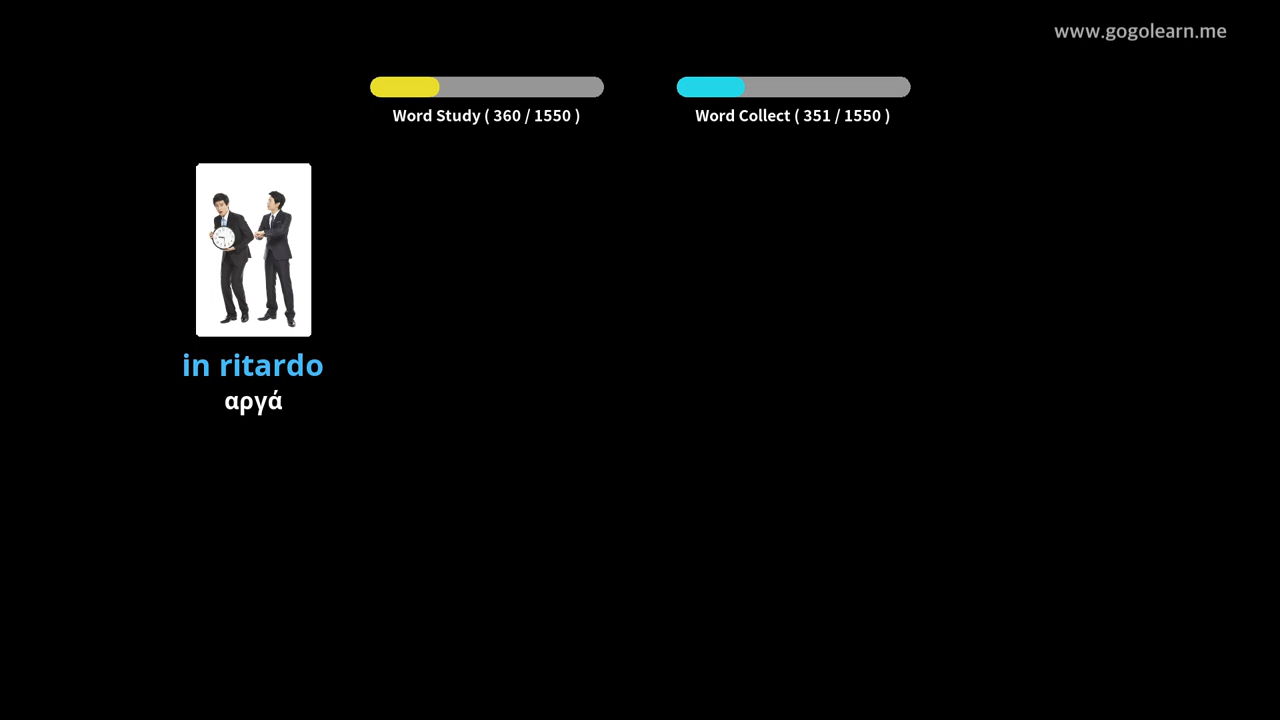 www.gogolearn.me
Word Study ( 360 / 1550 )
Word Collect ( 351 / 1550 )
in ritardo
αργά